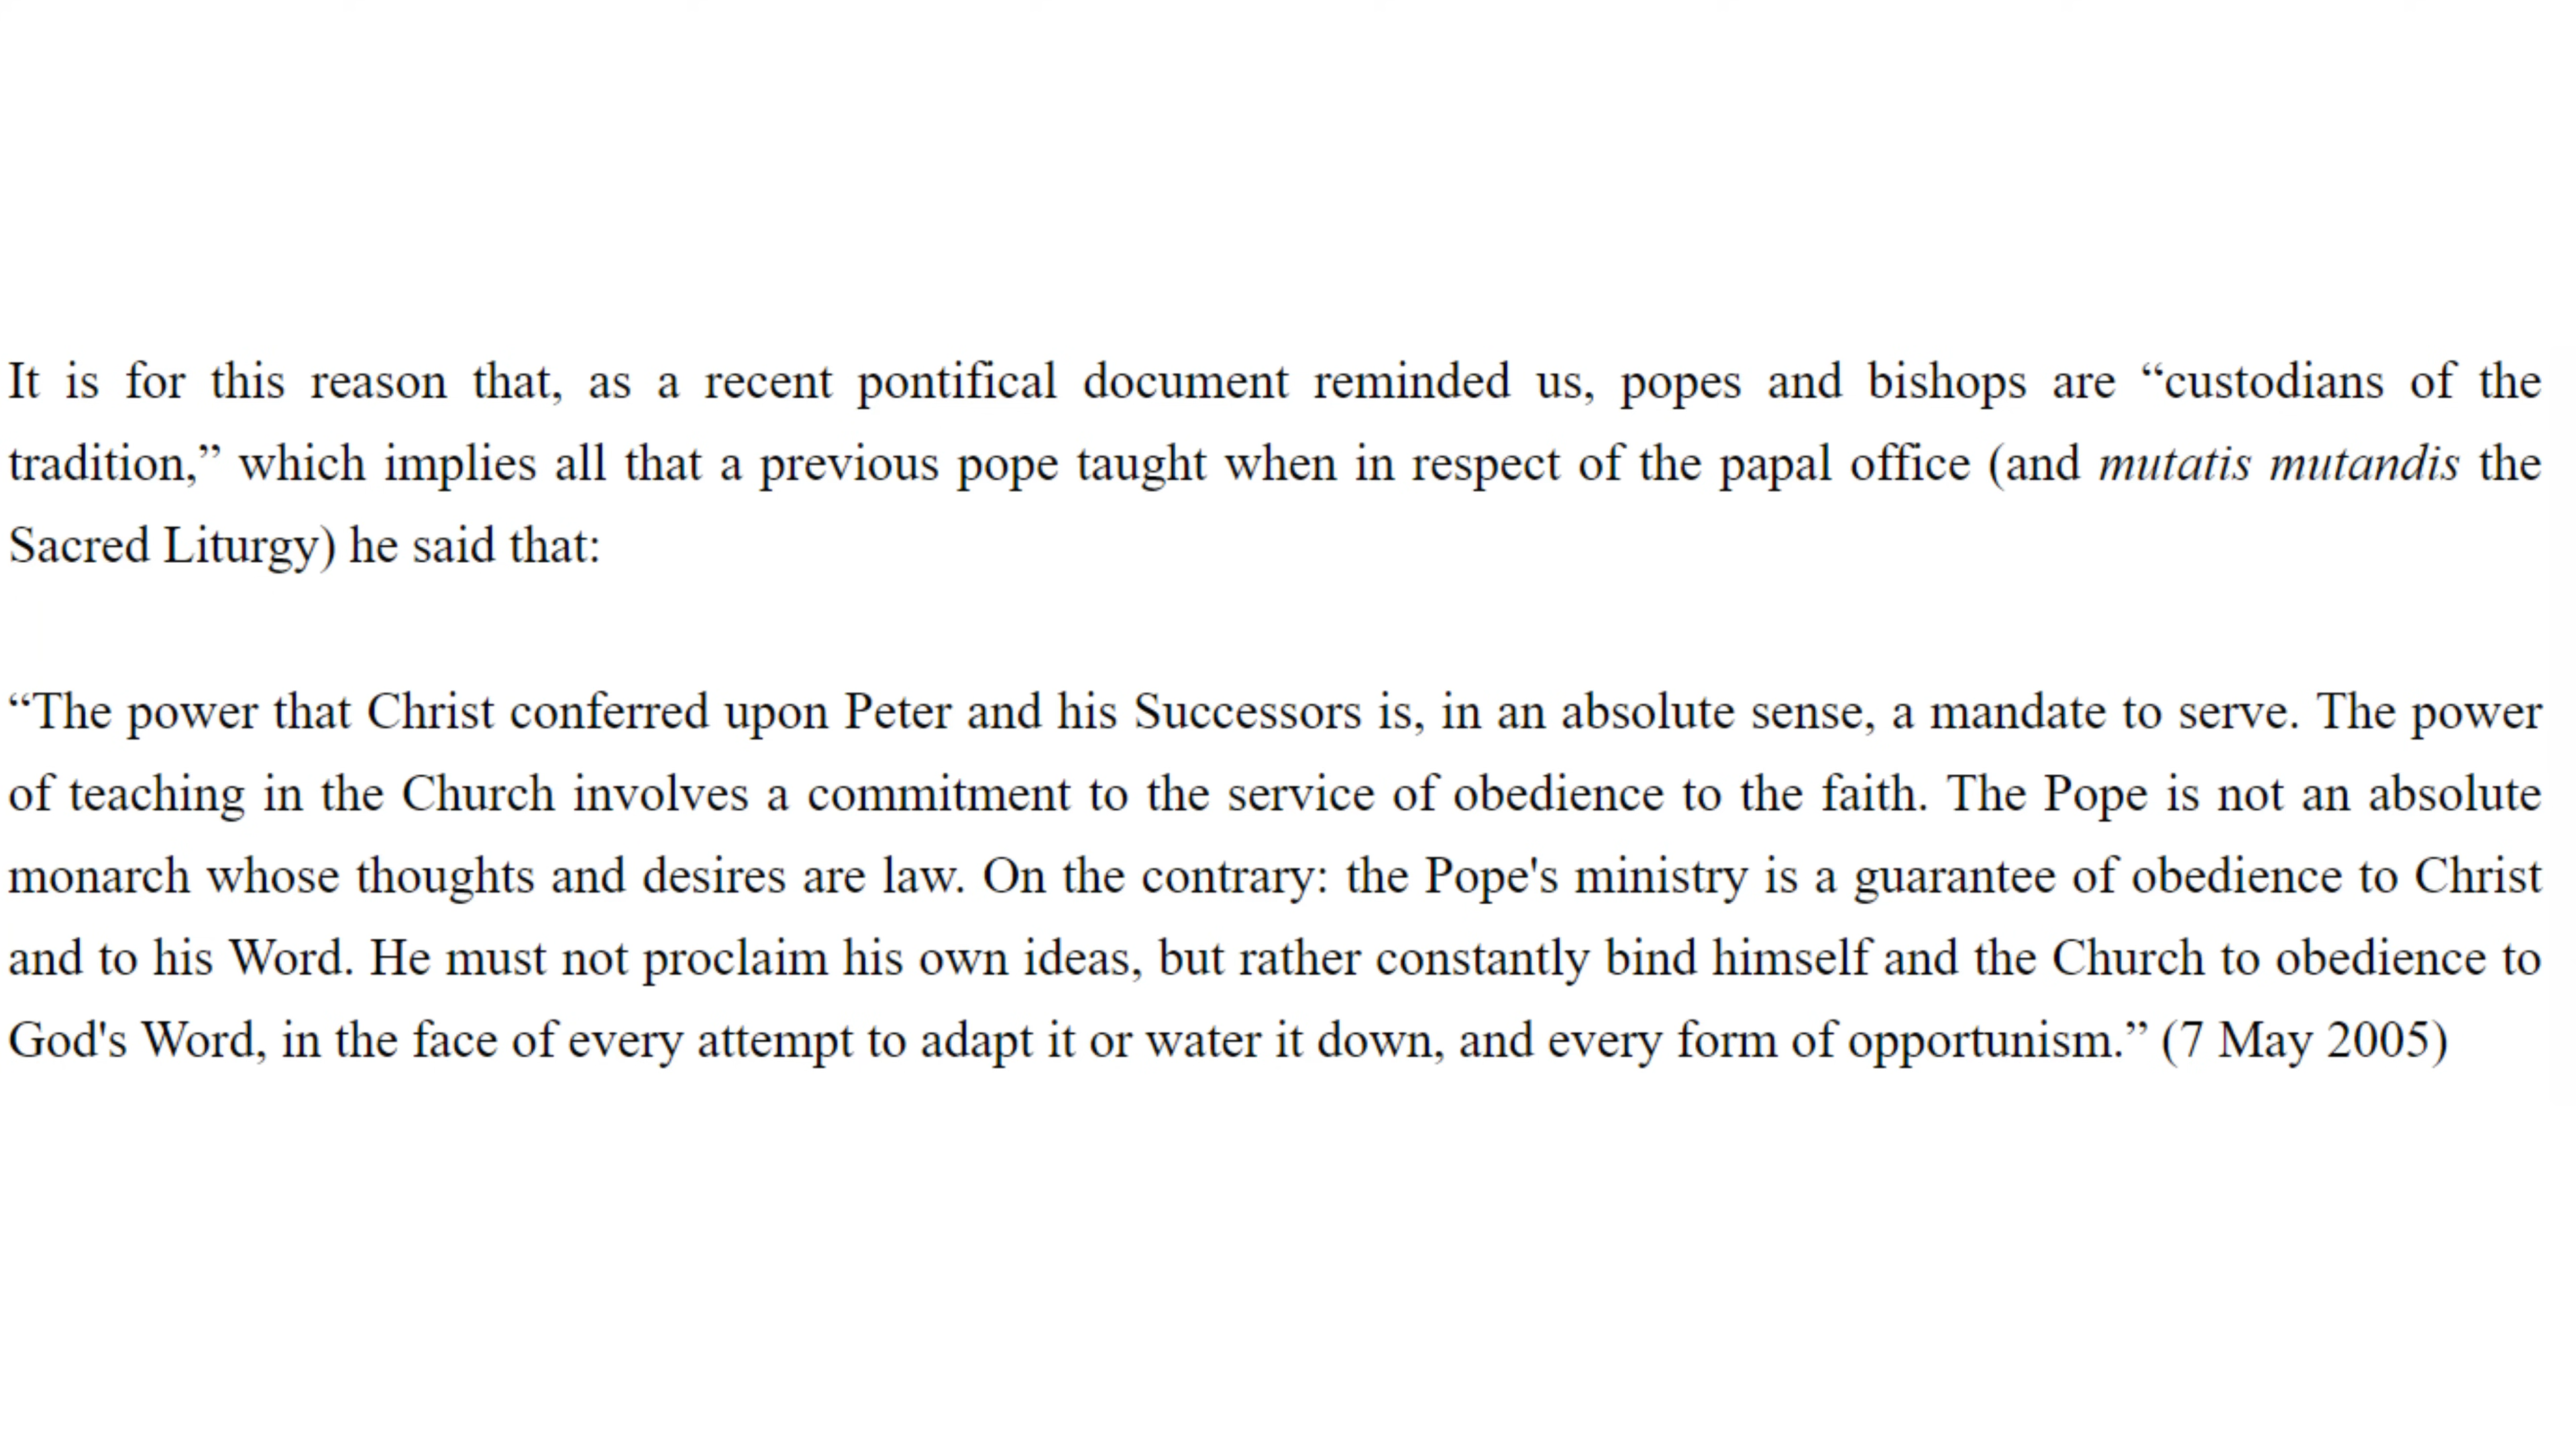 It is for this reason that, as a recent pontifical document reminded us, popes and bishops are “custodians of the
tradition,” which implies all that a previous pope taught when in respect of the papal office (and mutatis mutandis the
Sacred Liturgy) he said that:
“The power that Christ conferred upon Peter and his Successors is, in an absolute sense, a mandate to serve. The power
of teaching in the Church involves a commitment to the service of obedience to the faith. The Pope is not an absolute
monarch whose thoughts and desires are law. On the contrary: the Pope's ministry is a guarantee of obedience to Christ
and to his Word. He must not proclaim his own ideas, but rather constantly bind himself and the Church to obedience to
God's Word, in the face of every attempt to adapt it or water it down, and every form of opportunism.” (7 May 2005)